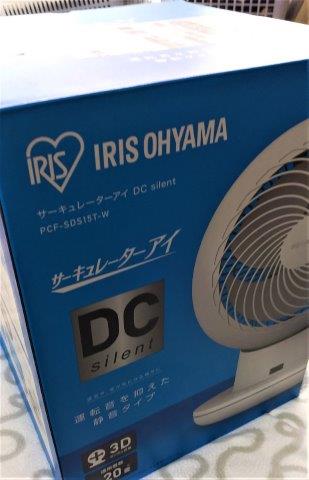 IRIS
IRIS OHYAMA
サーキュレーターアイ DC silent
PCF-SDS15T-W
サーキュレーターアイ
DC
silent
運転音を抑えた
静音タイプ
3D
20畳